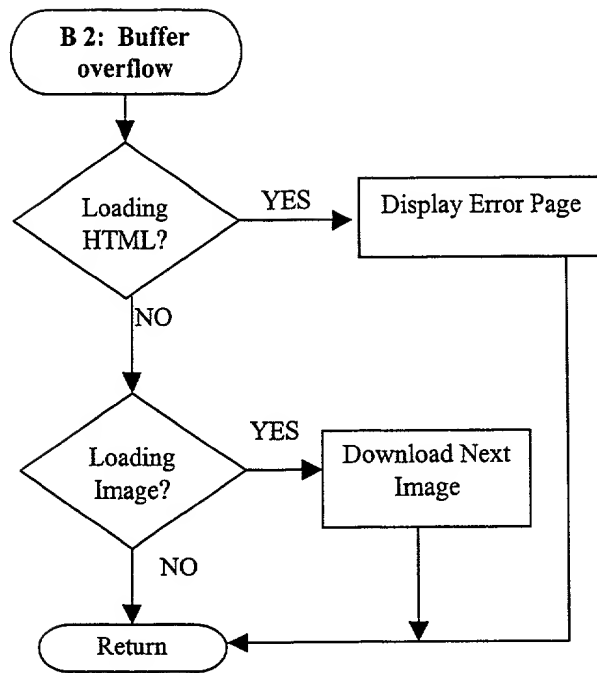 B 2: Buffer
overflow
Loading
HTML?
YES
Display Error Page
NO
Loading
Image?
YES
Download Next
Image
NO
Return